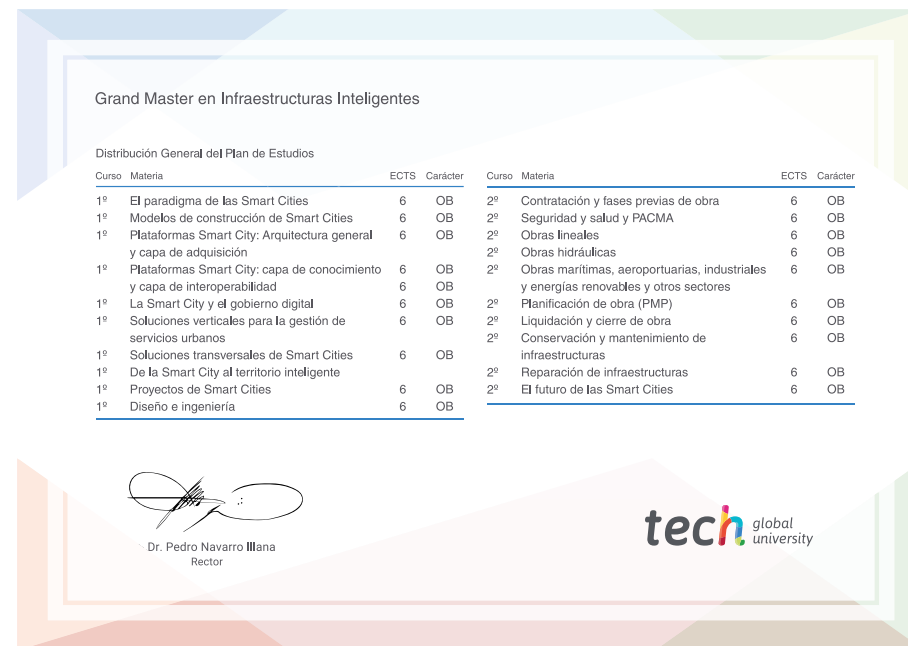 Grand Master en Infraestructuras Inteligentes
Distribución General del Plan de Estudios
Curso Materia ECTS Carácter
1º El paradigma de las Smart Cities 6 OB
1º Modelos de construcción de Smart Cities 6 OB
1º Plataformas Smart City: Arquitectura general 6 OB
y capa de adquisición
1º Plataformas Smart City: capa de conocimiento 6 OB
y capa de interoperabilidad 6 OB
1º La Smart City y el gobierno digital 6 OB
1º Soluciones verticales para la gestión de 6 OB
servicios urbanos
1º Soluciones transversales de Smart Cities 6 OB
1º De la Smart City al territorio inteligente
1º Proyectos de Smart Cities 6 OB
1º Diseño e ingeniería 6 OB
Curso Materia ECTS Carácter
2º Contratación y fases previas de obra 6 OB
2º Seguridad y salud y PACMA 6 OB
2º Obras lineales 6 OB
2º Obras hidráulicas 6 OB
2º Obras marítimas, aeroportuarias, industriales 6 OB
y energías renovables y otros sectores
2º Planificación de obra (PMP) 6 OB
2º Liquidación y cierre de obra 6 OB
2º Conservación y mantenimiento de 6 OB
infraestructuras
2º Reparación de infraestructuras 6 OB
2º El futuro de las Smart Cities 6 OB
Dr. Pedro Navarro Illana
Rector
tech global
university